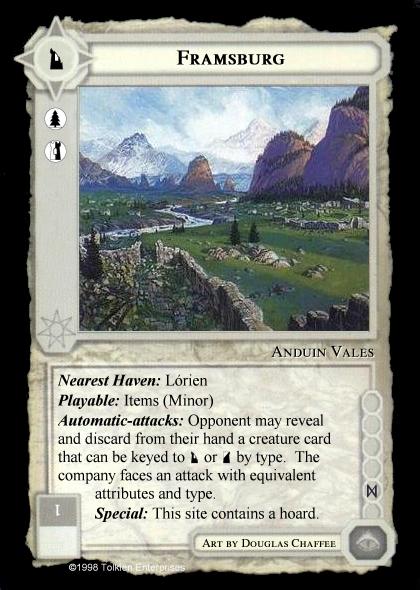 FRAMSBURG
ANDUIN VALES
Nearest Haven: Lórien
Playable: Items (Minor)
Automatic-attacks: Opponent may reveal
and discard from their hand a creature card
that can be keyed to or by type. The
company faces an attack with equivalent
attributes and type.
Special: This site contains a hoard.
1
ART BY DOUGLAS CHAFFEE
©1998 Tolkien Enterprises